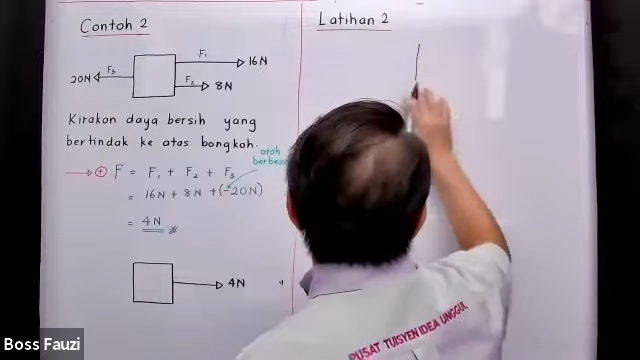 Contoh 2
Latihan 2
F₁
16N
F₃
20N
F₂
8N
Kirakan daya bersih yang
bertindak ke atas bongkah.
arah
+ F = F₁ + F₂ + F₃
= 16N + 8N + (-20N)
= 4N
4N
PUSAT TUISYEN IDEA UNGGUL
Boss Fauzi